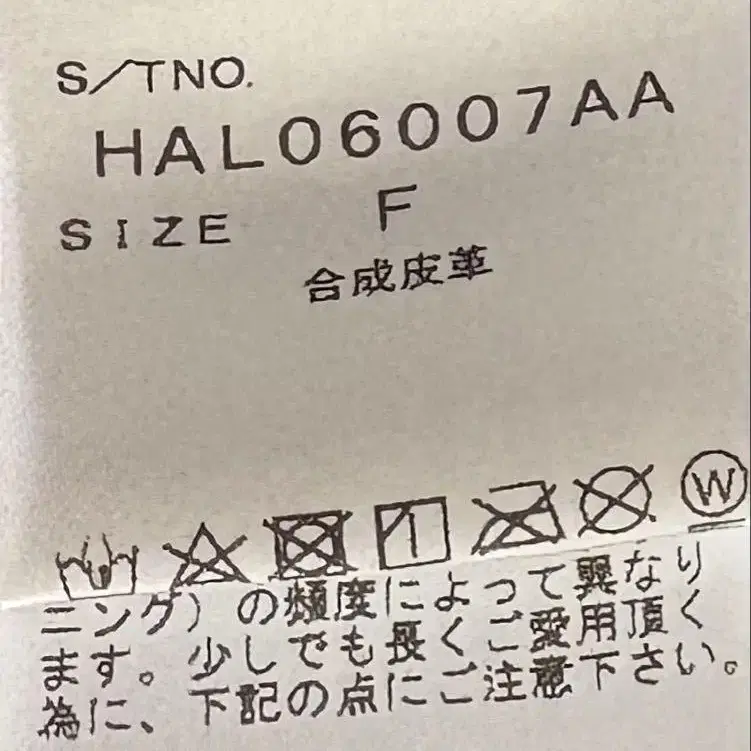 S/TNO.
HAL06007AA
SIZE F
合成皮革
W
ニング)の頻度によって異なり
ます。少しでも長くご愛用頂く
為に、下記の点にご注意下さい。